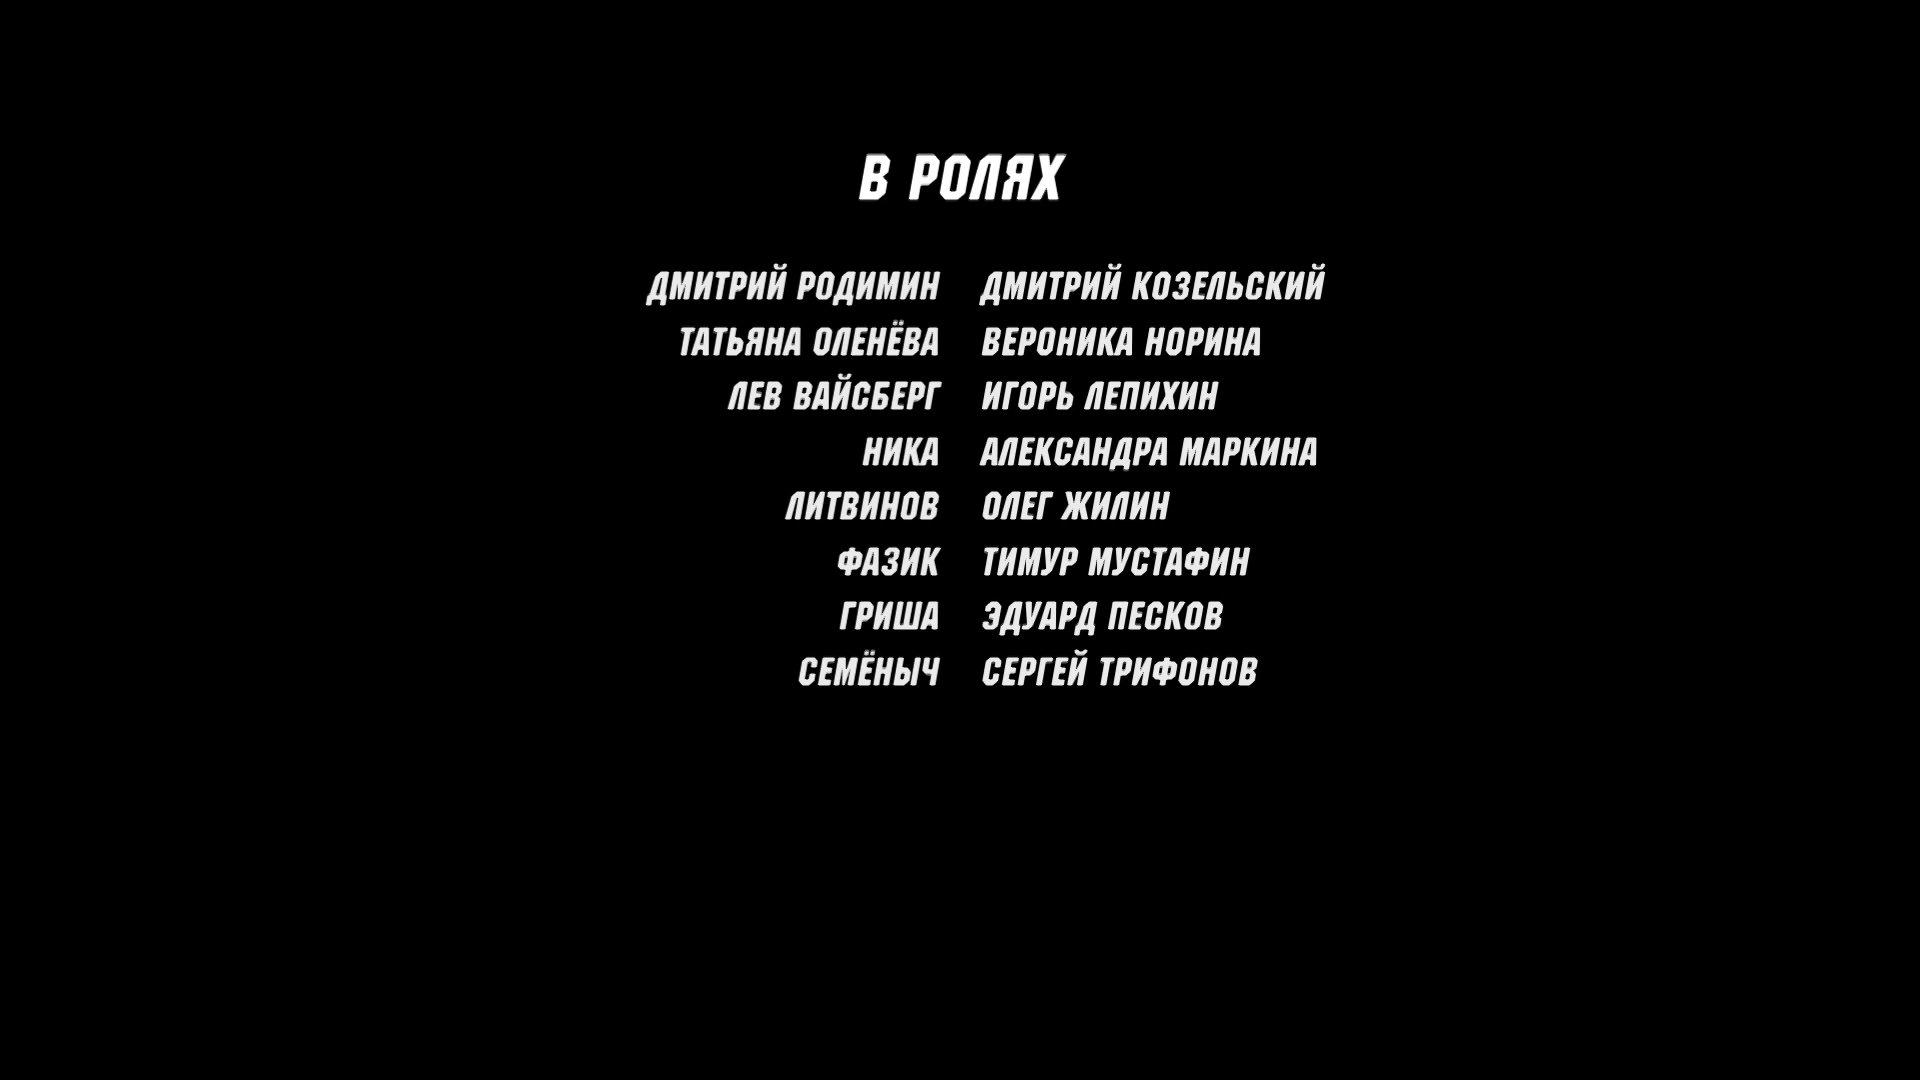 В РОЛЯХ
ДМИТРИЙ РОДИМИН ДМИТРИЙ КОЗЕЛЬСКИЙ
ТАТЬЯНА ОЛЕНЁВА ВЕРОНИКА НОРИНА
ЛЕВ ВАЙСБЕРГ ИГОРЬ ЛЕПИХИН
НИКА АЛЕКСАНДРА МАРКИНА
ЛИТВИНОВ ОЛЕГ ЖИЛИН
ФАЗИК ТИМУР МУСТАФИН
ГРИША ЭДУАРД ПЕСКОВ
СЕМЁНЫЧ СЕРГЕЙ ТРИФОНОВ